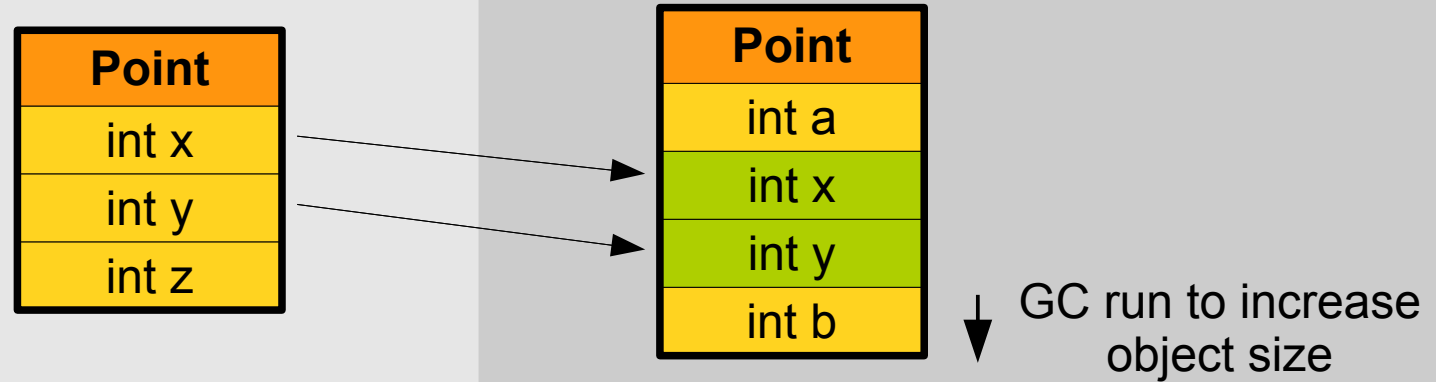 Point
int x
int y
int z
Point
int a
int x
int y
int b
GC run to increase
object size